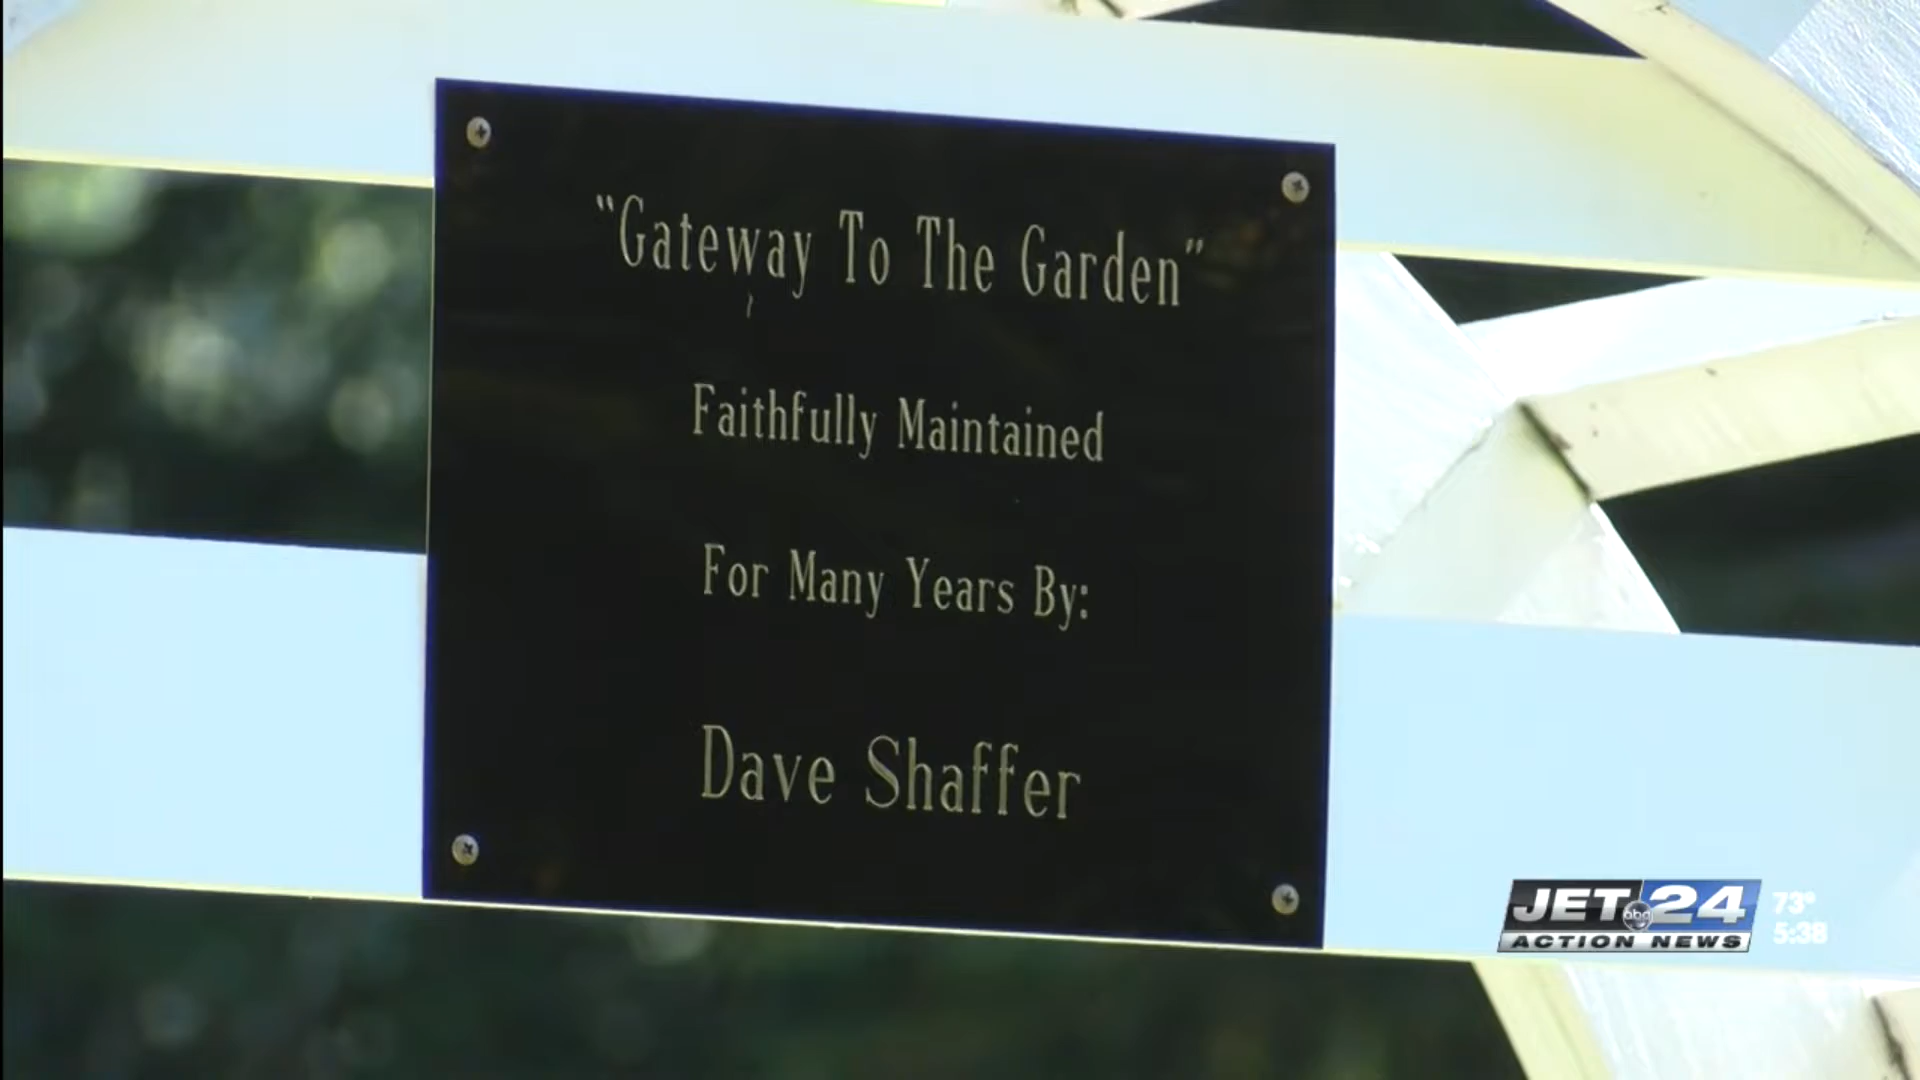 “Gateway To The Garden”
Faithfully Maintained
For Many Years By:
Dave Shaffer
JET abc 24
ACTION NEWS
73°
5:38